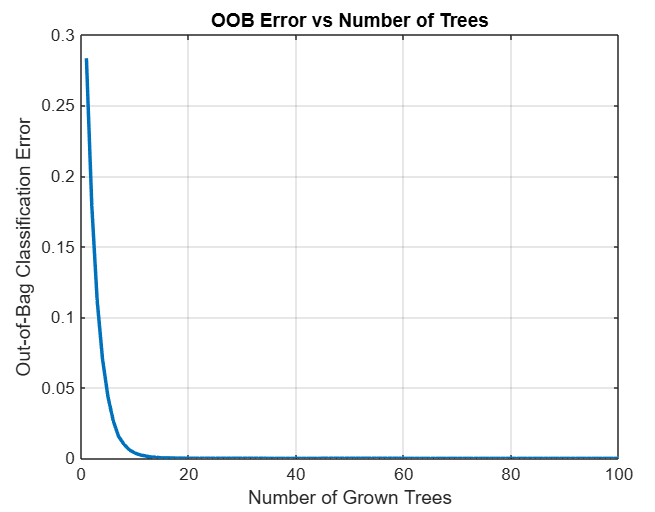 OOB Error vs Number of Trees
0.3
0.25
0.2
0.15
0.1
0.05
0
Out-of-Bag Classification Error
0 20 40 60 80 100
Number of Grown Trees